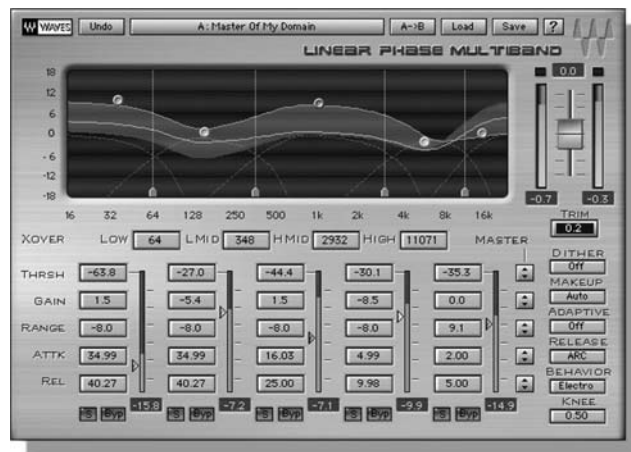 W WAVES Undo A: Master Of My Domain A->B Load Save ?
LINEAR PHASE MULTIBAND
18 0.0
12
6
0
-6
-12
-18 -0.7 -0.3
16 32 64 128 250 500 1k 2k 4k 8k 16k TRIM
0.2
XOVER LOW 64 LMID 348 HMID 2932 HIGH 11071 MASTER
DITHER
THRSH -63.8 -27.0 -44.4 -30.1 -35.3 Off
MAKEUP
GAIN 1.5 -5.4 1.5 -8.5 0.0 Auto
ADAPTIVE
RANGE -8.0 -8.0 -8.0 -8.0 9.1 Off
RELEASE
ATTK 34.99 34.99 16.03 4.99 2.00 ARC
BEHAVIOR
REL 40.27 40.27 25.00 9.98 5.00 Electro
KNEE
-15.8 -7.2 -7.1 -9.9 -14.9
S Byp S Byp S Byp S Byp S Byp 0.50